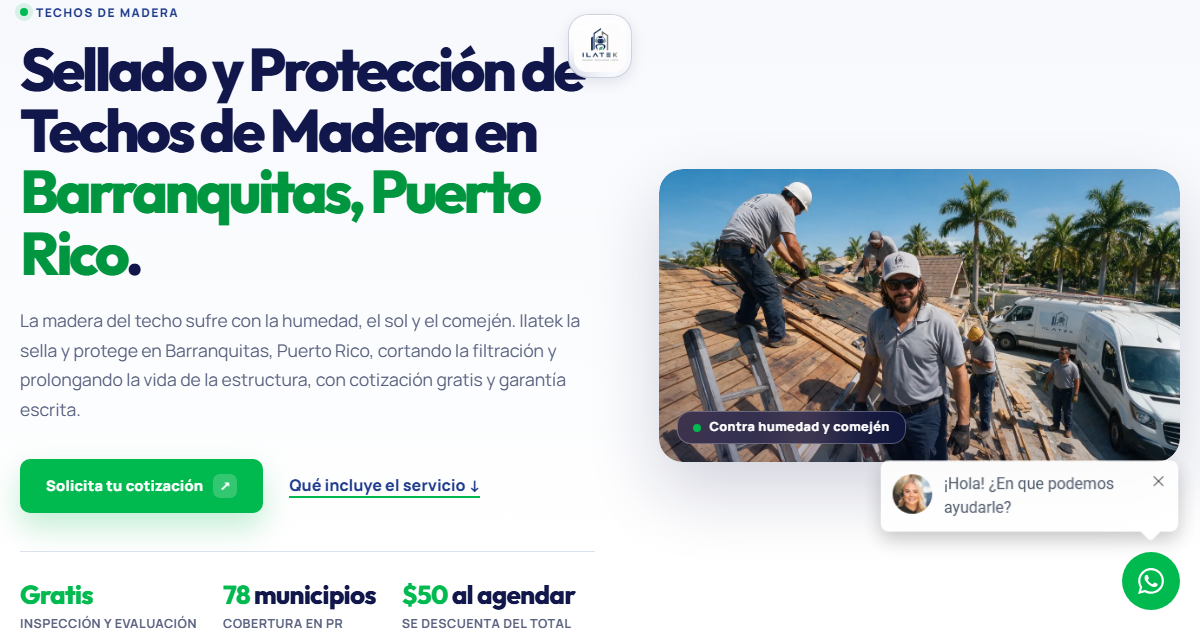 TECHOS DE MADERA
ILATEK
Sellado y Protección de
Techos de Madera en
Barranquitas, Puerto
Rico.
La madera del techo sufre con la humedad, el sol y el comején. Ilatek la
sella y protege en Barranquitas, Puerto Rico, cortando la filtración y
prolongando la vida de la estructura, con cotización gratis y garantía
escrita.
Solicita tu cotización ↗
Qué incluye el servicio ↓
Gratis
INSPECCIÓN Y EVALUACIÓN
78 municipios
COBERTURA EN PR
$50 al agendar
SE DESCUENTA DEL TOTAL
ILATEK
Contra humedad y comején
¡Hola! ¿En que podemos
ayudarle?